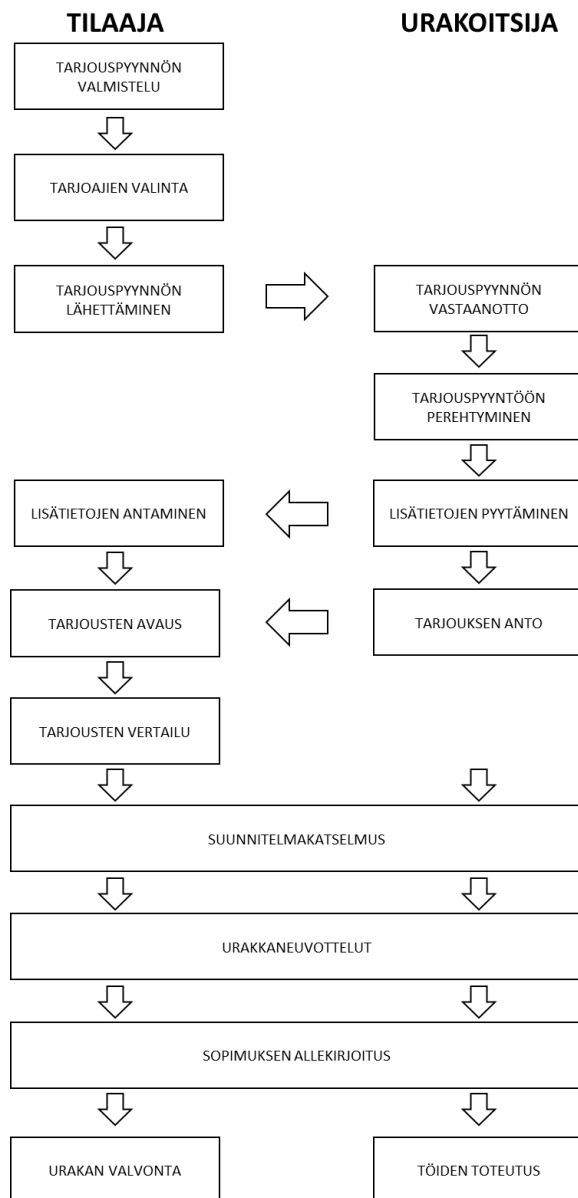 TILAAJA
URAKOITSIJA
TARJOUSPYYNNÖN
VALMISTELU
TARJOAJIEN VALINTA
TARJOUSPYYNNÖN
LÄHETTÄMINEN
TARJOUSPYYNNÖN
VASTAANOTTO
TARJOUSPYYNTÖÖN
PEREHTYMINEN
LISÄTIETOJEN ANTAMINEN
LISÄTIETOJEN PYYTÄMINEN
TARJOUSTEN AVAUS
TARJOUKSEN ANTO
TARJOUSTEN VERTAILU
SUUNNITELMAKATSELMUS
URAKKANEUVOTTELUT
SOPIMUKSEN ALLEKIRJOITUS
URAKAN VALVONTA
TÖIDEN TOTEUTUS